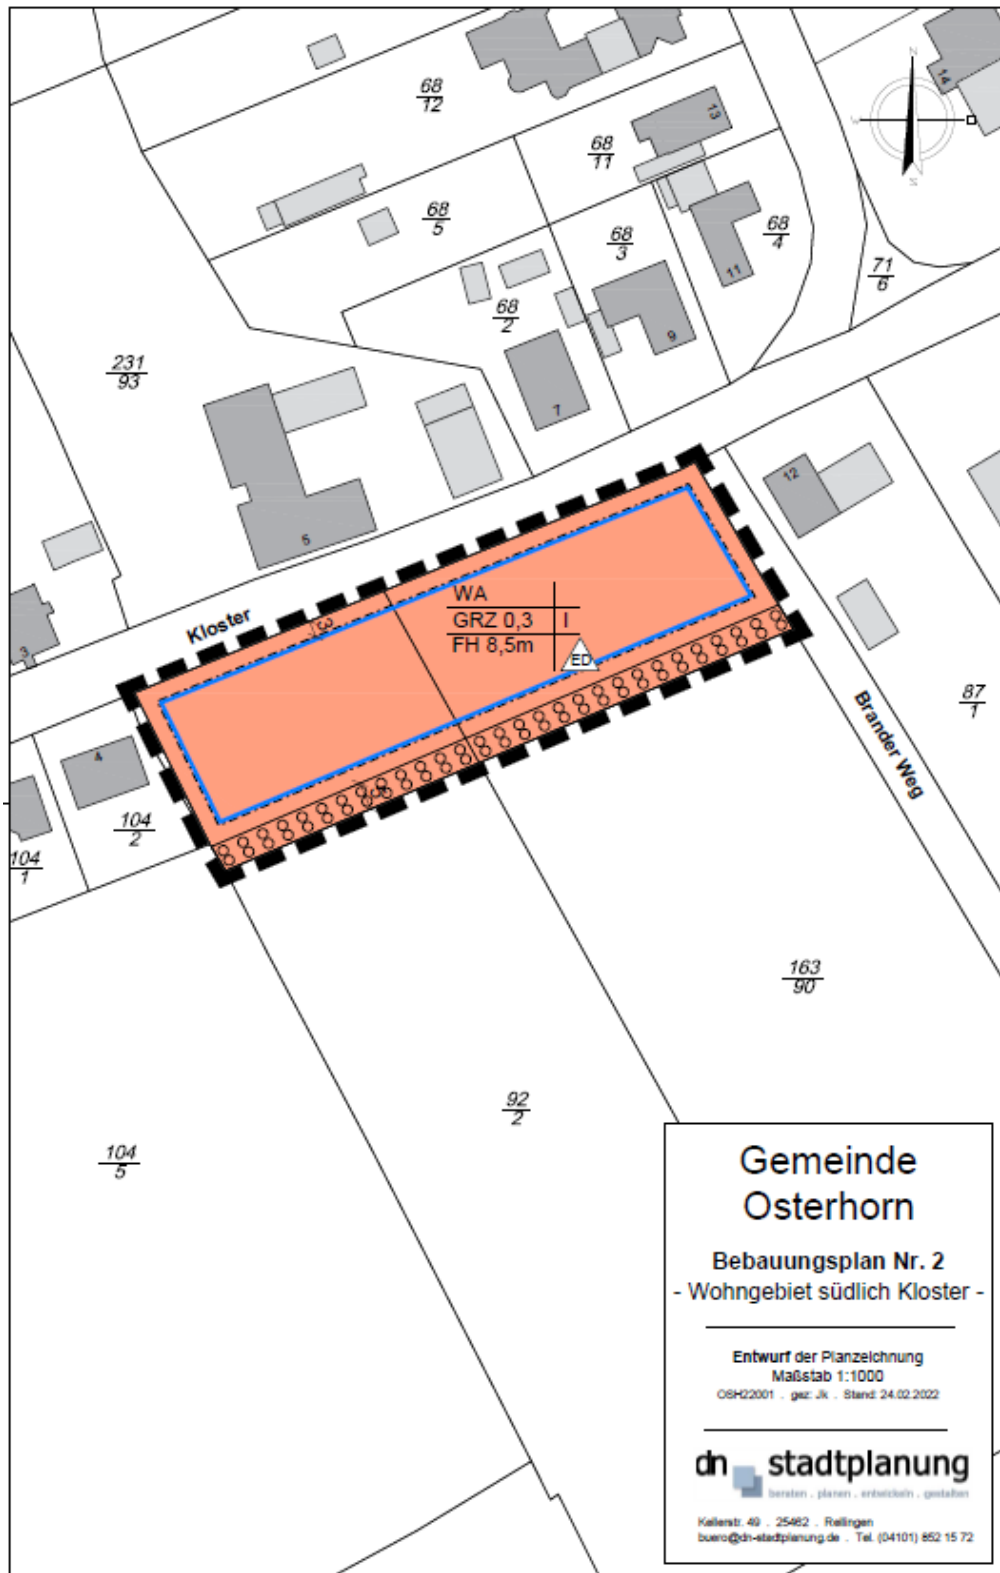 68
12
13
14
68
11
68
5
68
3
68
4
11
71
6
68
2
9
7
231
93
5
12
WA
GRZ 0,3 I
FH 8,5m
ED
Kloster
3
3
4
104
2
104
1
5
87
1
Brander Weg
163
90
92
2
104
5
N
Gemeinde
Osterhorn
Bebauungsplan Nr. 2
- Wohngebiet südlich Kloster -
Entwurf der Planzeichnung
Maßstab 1:1000
OSH22001 . gez: Jk . Stand: 24.02.2022
dn stadtplanung
beraten . planen . entwickeln . gestalten
Kellerstr. 49 . 25462 . Rellingen
buero@dn-stadtplanung.de . Tel. (04101) 852 15 72